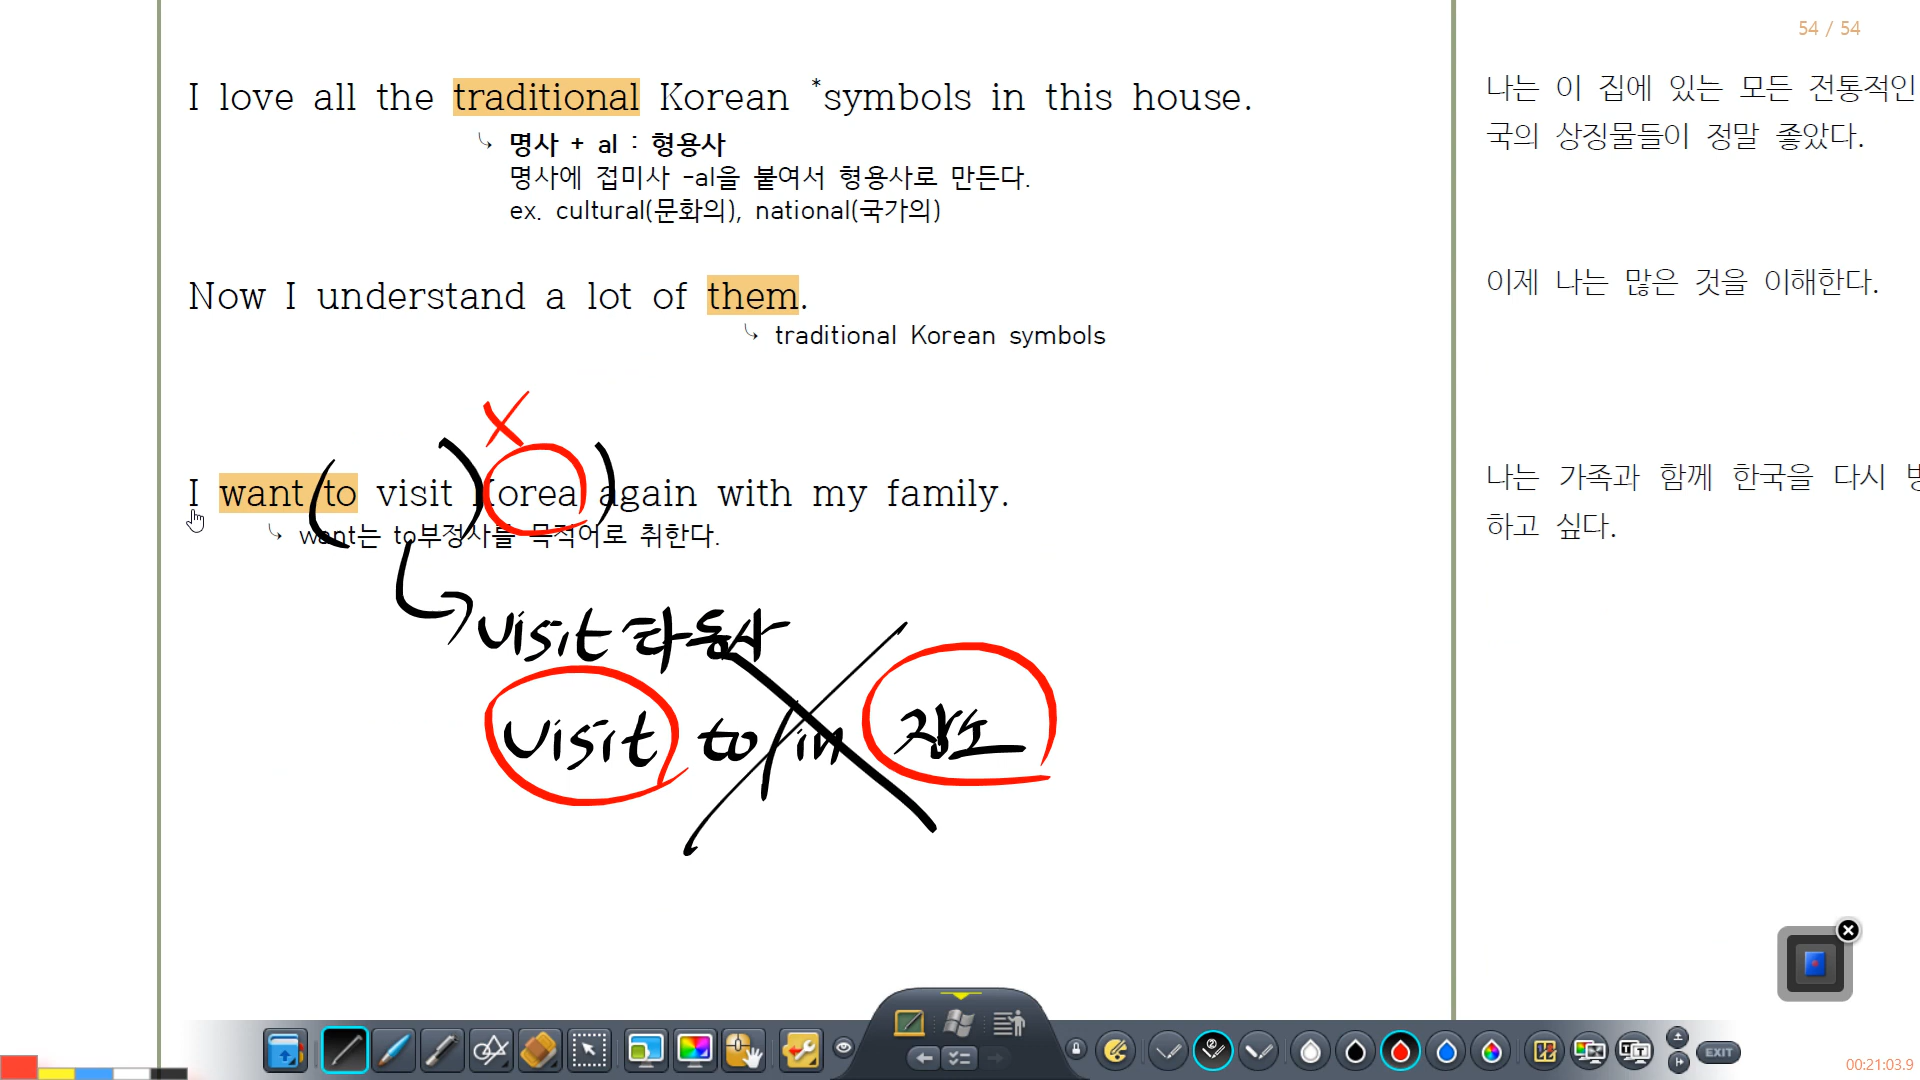 54 / 54
I love all the traditional Korean *symbols in this house.
명사 + al : 형용사
명사에 접미사 -al을 붙여서 형용사로 만든다.
ex. cultural(문화의), national(국가의)
나는 이 집에 있는 모든 전통적인
국의 상징물들이 정말 좋았다.
Now I understand a lot of them.
traditional Korean symbols
이제 나는 많은 것을 이해한다.
I want to visit Korea again with my family.
want는 to부정사를 목적어로 취한다.
나는 가족과 함께 한국을 다시
하고 싶다.
visit 타동사
visit to/in 장소
EXIT
00:21:03.9